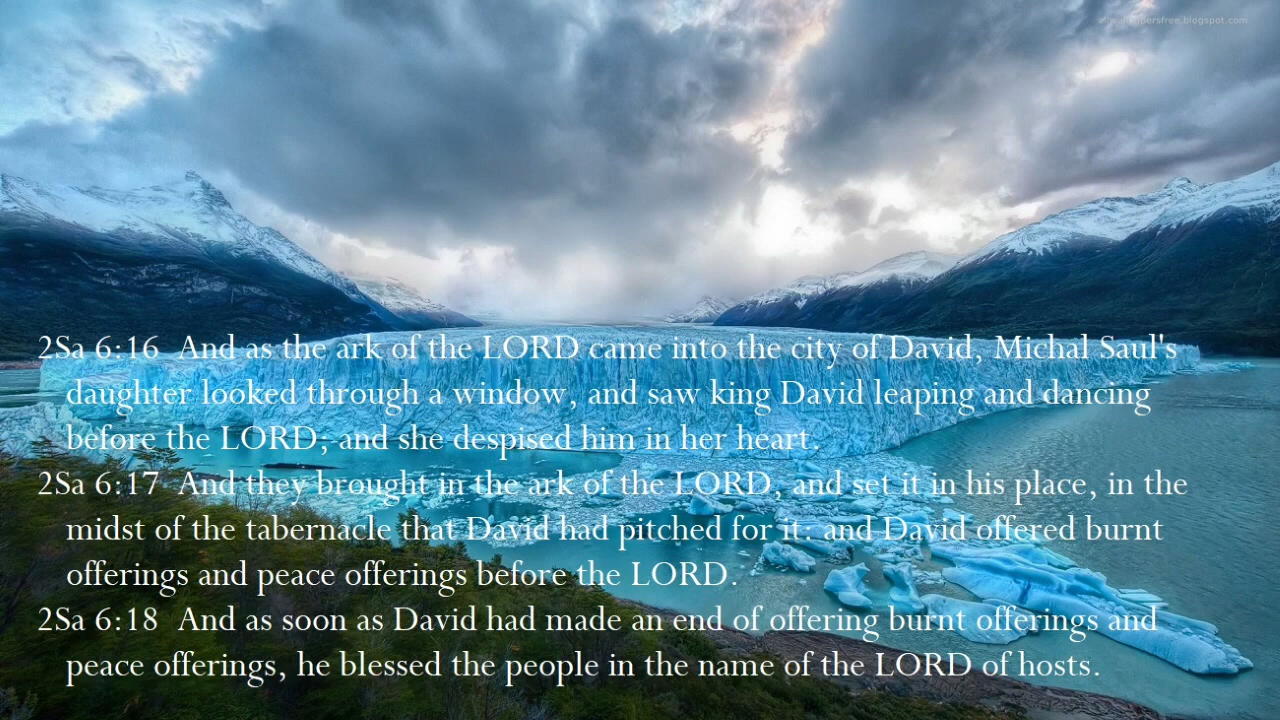 2Sa 6:16 And as the ark of the LORD came into the city of David, Michal Saul's
daughter looked through a window, and saw king David leaping and dancing
before the LORD; and she despised him in her heart.
2Sa 6:17 And they brought in the ark of the LORD, and set it in his place, in the
midst of the tabernacle that David had pitched for it: and David offered burnt
offerings and peace offerings before the LORD.
2Sa 6:18 And as soon as David had made an end of offering burnt offerings and
peace offerings, he blessed the people in the name of the LORD of hosts.